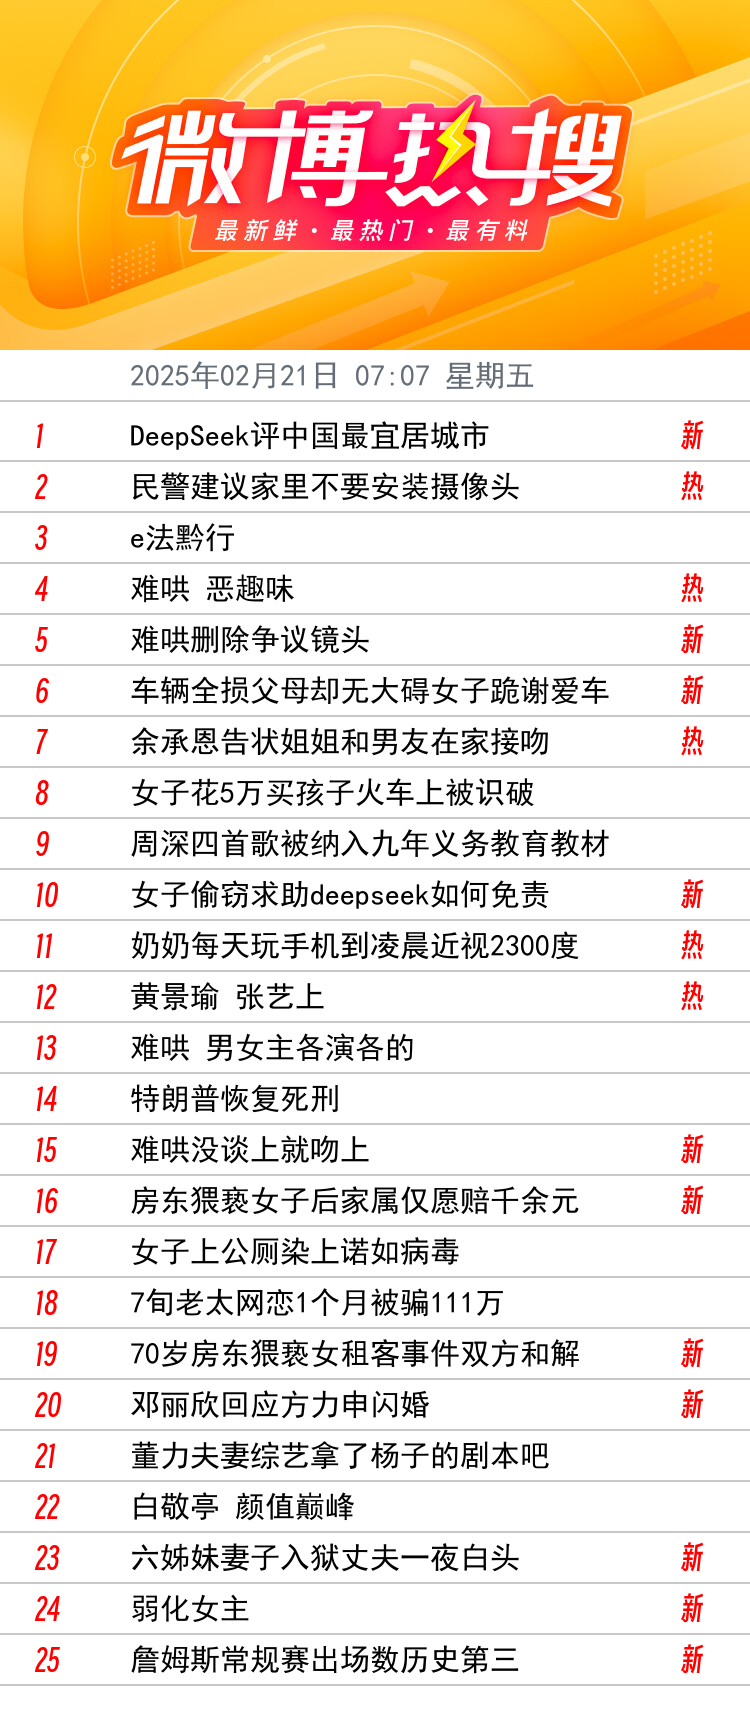 微博热搜
最新鲜·最热门·最有料
2025年02月21日 07:07 星期五
1 DeepSeek评中国最宜居城市 新
2 民警建议家里不要安装摄像头 热
3 e法黔行
4 难哄 恶趣味 热
5 难哄删除争议镜头 新
6 车辆全损父母却无大碍女子跪谢爱车 新
7 余承恩告状姐姐和男友在家接吻 热
8 女子花5万买孩子火车上被识破
9 周深四首歌被纳入九年义务教育教材
10 女子偷窃求助deepseek如何免责 新
11 奶奶每天玩手机到凌晨近视2300度 热
12 黄景瑜 张艺上 热
13 难哄 男女主各演各的
14 特朗普恢复死刑
15 难哄没谈上就吻上 新
16 房东猥亵女子后家属仅愿赔千余元 新
17 女子上公厕染上诺如病毒
18 7旬老太网恋1个月被骗111万
19 70岁房东猥亵女租客事件双方和解 新
20 邓丽欣回应方力申闪婚 新
21 董力夫妻综艺拿了杨子的剧本吧
22 白敬亭 颜值巅峰
23 六姊妹妻子入狱丈夫一夜白头 新
24 弱化女主 新
25 詹姆斯常规赛出场数历史第三 新